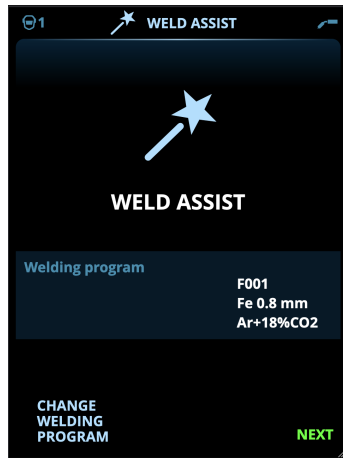 1
WELD ASSIST
WELD ASSIST
Welding program
F001
Fe 0.8 mm
Ar+18%CO2
CHANGE
WELDING
PROGRAM
NEXT